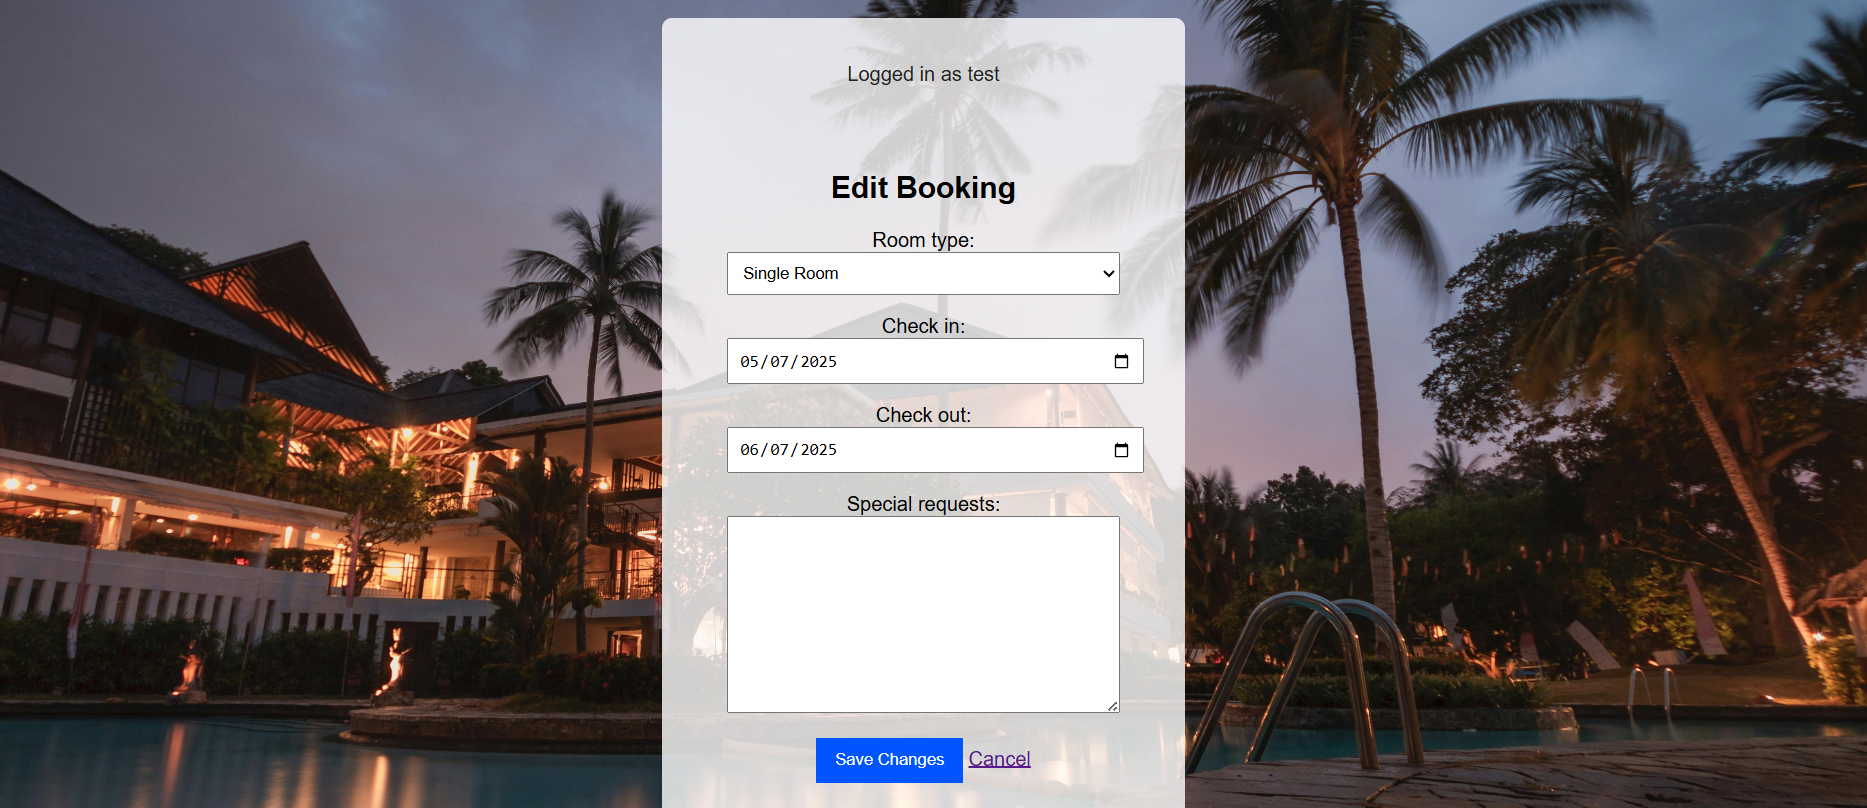 Logged in as test
Edit Booking
Room type:
Single Room
Check in:
05/07/2025
Check out:
06/07/2025
Special requests:
Save Changes Cancel